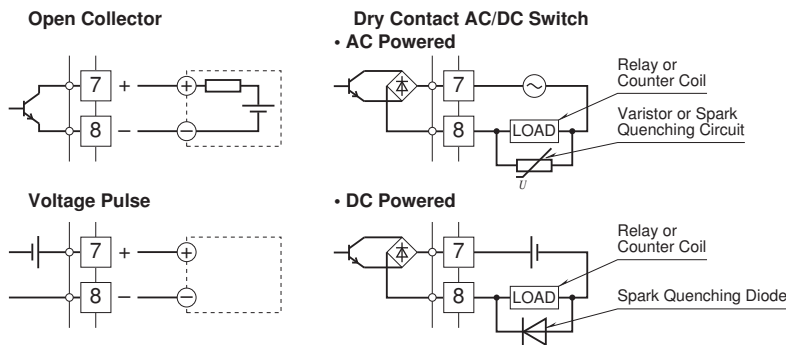 Open Collector
7 +  +
8 –  –
Voltage Pulse
7 +  +
8 –  –
Dry Contact AC/DC Switch
• AC Powered
7
8
LOAD
U
Relay or
Counter Coil
Varistor or Spark
Quenching Circuit
• DC Powered
7
8
LOAD
Relay or
Counter Coil
Spark Quenching Diode